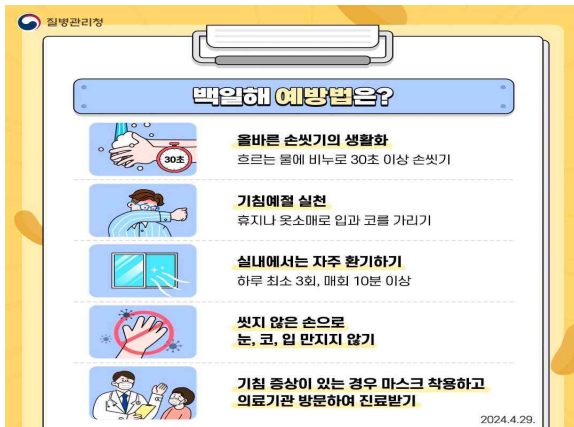 질병관리청
백일해 예방법은?
30초
올바른 손씻기의 생활화
흐르는 물에 비누로 30초 이상 손씻기
기침예절 실천
휴지나 옷소매로 입과 코를 가리기
실내에서는 자주 환기하기
하루 최소 3회, 매회 10분 이상
씻지 않은 손으로
눈, 코, 입 만지지 않기
기침 증상이 있는 경우 마스크 착용하고
의료기관 방문하여 진료받기
2024.4.29.